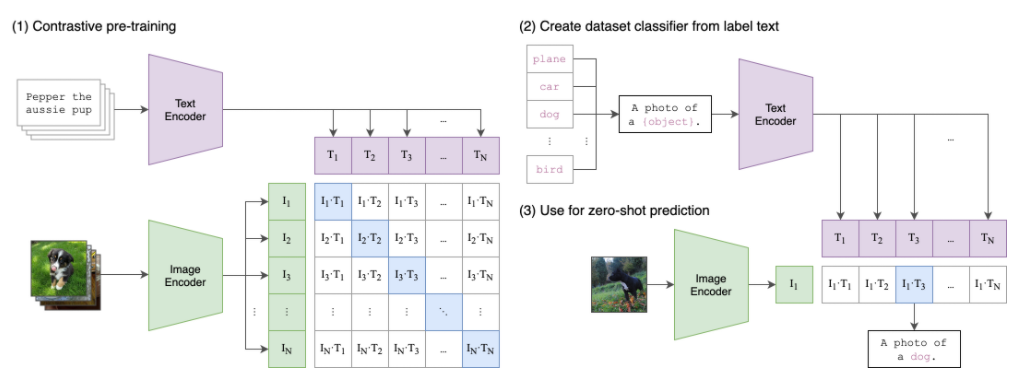 (1) Contrastive pre-training
Pepper the
aussie pup
Text
Encoder
...
T1 T2 T3 ... TN
I1 I1·T1 I1·T2 I1·T3 ... I1·TN
I2 I2·T1 I2·T2 I2·T3 ... I2·TN
Image
Encoder
I3 I3·T1 I3·T2 I3·T3 ... I3·TN
⋮ ⋮ ⋮ ⋮ ⋮ ⋱ ⋮
IN IN·T1 IN·T2 IN·T3 ... IN·TN
(2) Create dataset classifier from label text
plane
car
dog
⋮ ⋮
bird
A photo of
a {object}.
Text
Encoder
...
(3) Use for zero-shot prediction
Image
Encoder
T1 T2 T3 ... TN
I1 I1·T1 I1·T2 I1·T3 ... I1·TN
A photo of
a dog.